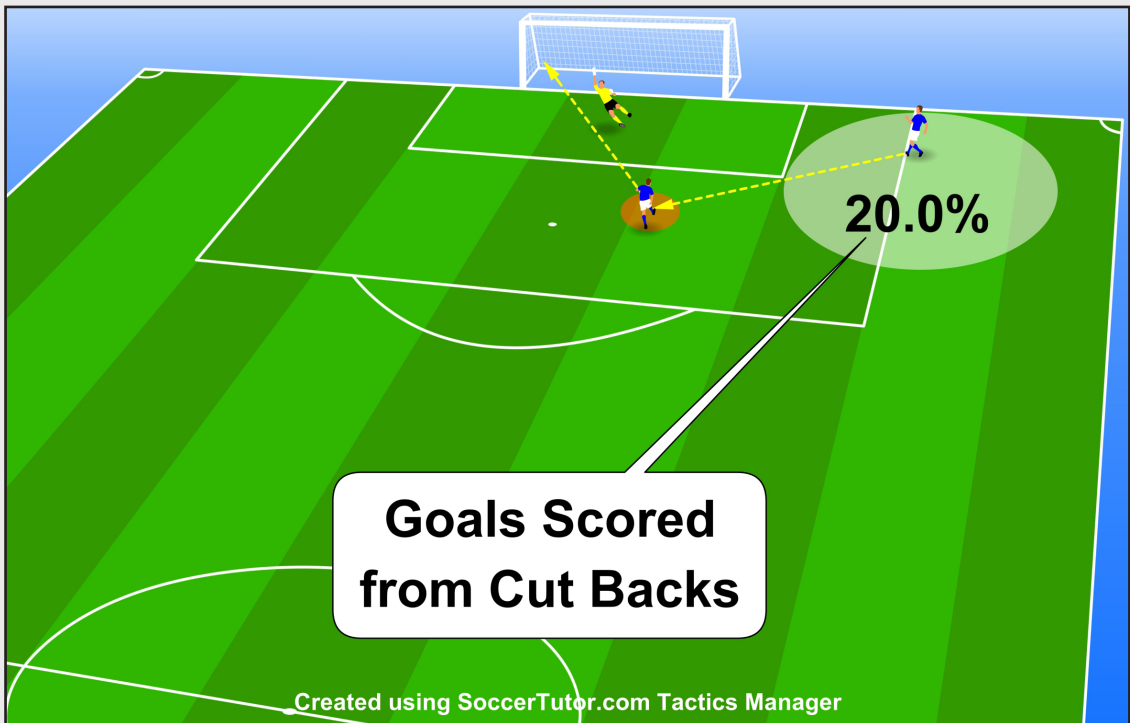 20.0%
Goals Scored
from Cut Backs
Created using SoccerTutor.com Tactics Manager